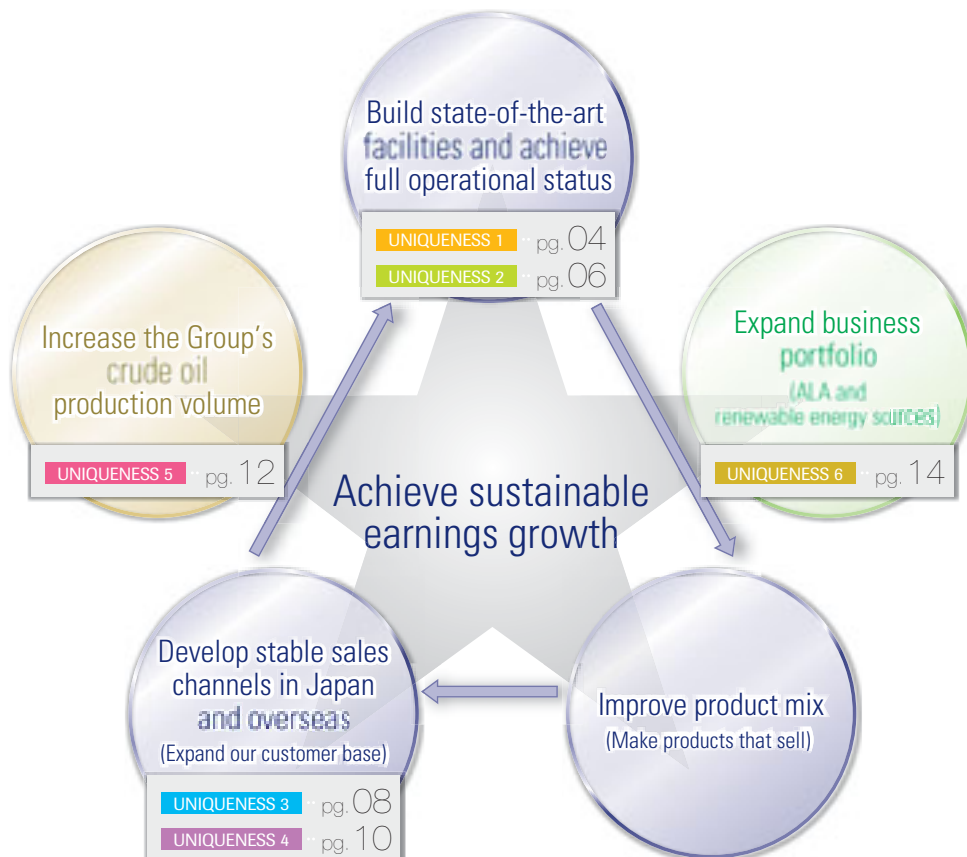 Build state-of-the-art
facilities and achieve
full operational status
UNIQUENESS 1 ·· pg. 04
UNIQUENESS 2 ·· pg. 06
Increase the Group's
crude oil
production volume
UNIQUENESS 5 ·· pg. 12
Expand business
portfolio
(ALA and
renewable energy sources)
UNIQUENESS 6 ·· pg. 14
Achieve sustainable
earnings growth
Develop stable sales
channels in Japan
and overseas
(Expand our customer base)
UNIQUENESS 3 ·· pg. 08
UNIQUENESS 4 ·· pg. 10
Improve product mix
(Make products that sell)